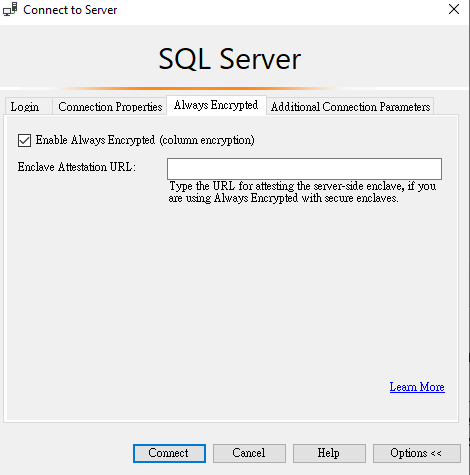 Connect to Server
SQL Server
Login Connection Properties Always Encrypted Additional Connection Parameters
Enable Always Encrypted (column encryption)
Enclave Attestation URL:
Type the URL for attesting the server-side enclave, if you
are using Always Encrypted with secure enclaves.
Learn More
Connect Cancel Help Options <<